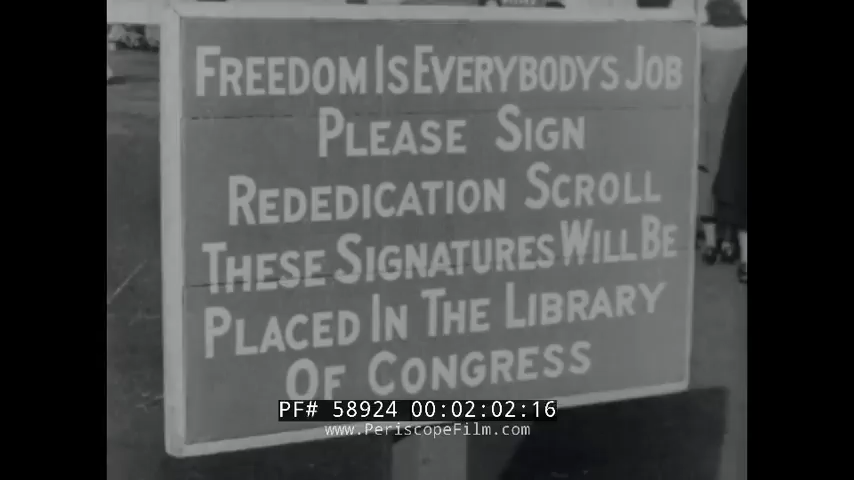 FREEDOM IS EVERYBODY'S JOB
PLEASE SIGN
REDEDICATION SCROLL
THESE SIGNATURES WILL BE
PLACED IN THE LIBRARY
OF CONGRESS
PF# 58924 00:02:02:16
www.PeriscopeFilm.com